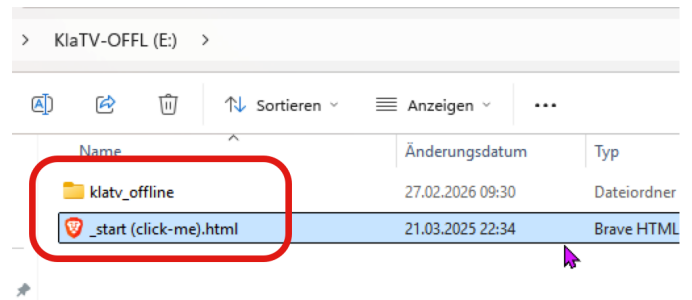 > KlaTV-OFFL (E:) >
A Sortieren Anzeigen ...
Name Änderungsdatum Typ
klatv_offline 27.02.2026 09:30 Dateiordner
_start (click-me).html 21.03.2025 22:34 Brave HTML